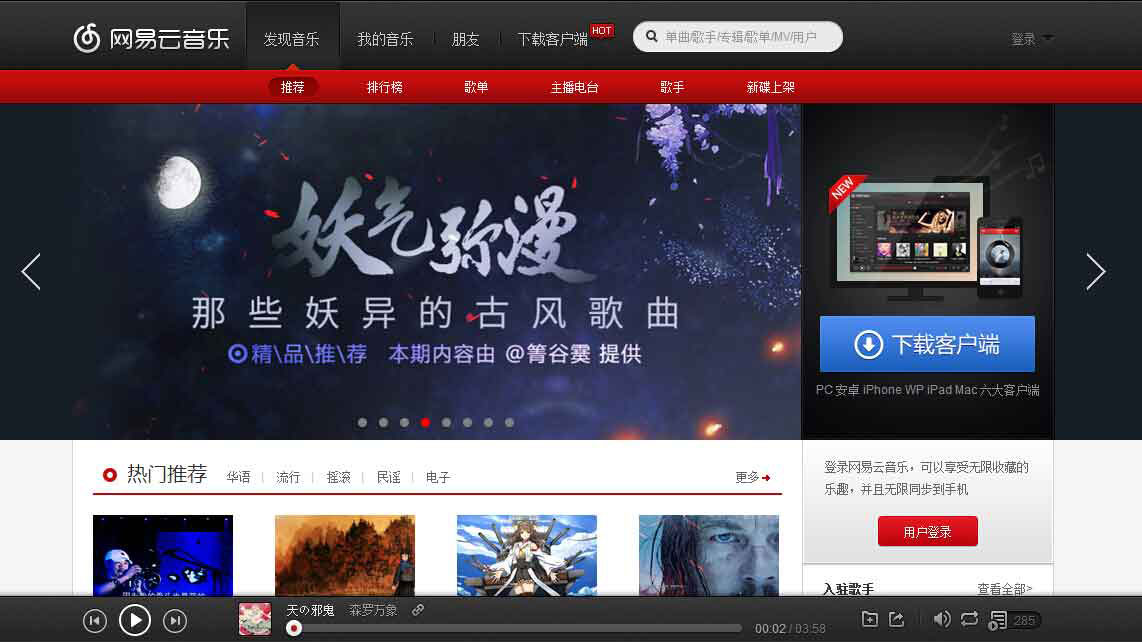 网易云音乐
发现音乐 我的音乐 朋友 下载客户端 HOT
单曲/歌手/专辑/歌单/MV/用户
登录
推荐 排行榜 歌单 主播电台 歌手 新碟上架
妖气弥漫
那些妖异的古风歌曲
精\品\推\荐 本期内容由 @箐谷霙 提供
NEW
下载客户端
PC 安卓 iPhone WP iPad Mac 六大客户端
热门推荐 华语 流行 摇滚 民谣 电子 更多
登录网易云音乐，可以享受无限收藏的
乐趣，并且无限同步到手机
用户登录
入驻歌手 查看全部>
天の邪鬼 森罗万象
00:02 / 03:58
285